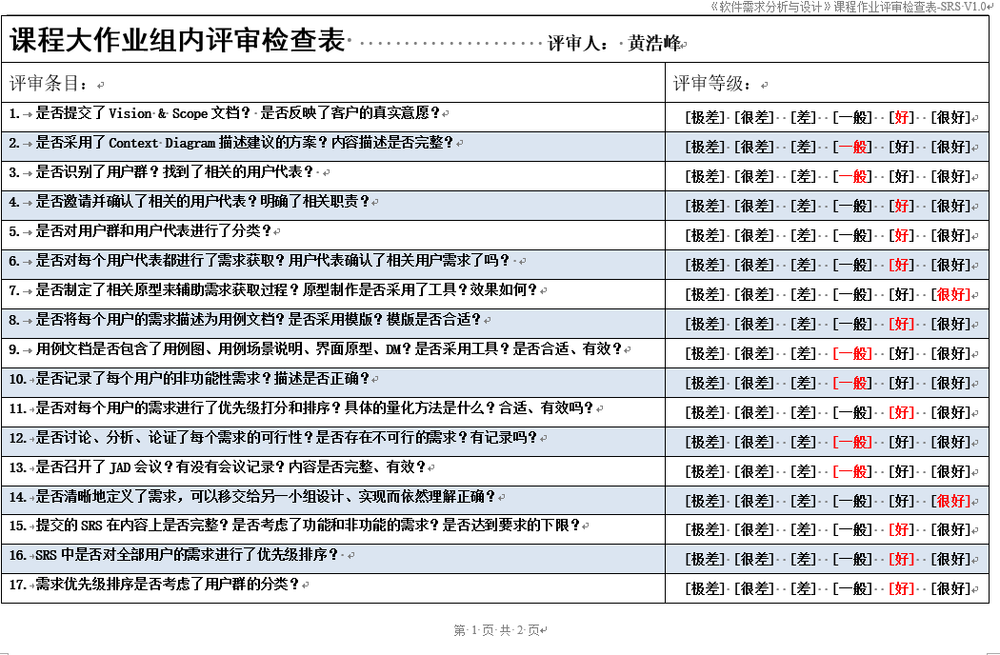 《软件需求分析与设计》课程作业评审检查表-SRS V1.0
课程大作业组内评审检查表 评审人： 黄浩峰
评审条目： 评审等级：
1. 是否提交了 Vision & Scope 文档？ 是否反映了客户的真实意愿？ [极差] [很差] [差] [一般] [好] [很好]
2. 是否采用了 Context Diagram 描述建议的方案？内容描述是否完整？ [极差] [很差] [差] [一般] [好] [很好]
3. 是否识别了用户群？找到了相关的用户代表？ [极差] [很差] [差] [一般] [好] [很好]
4. 是否邀请并确认了相关的用户代表？明确了相关职责？ [极差] [很差] [差] [一般] [好] [很好]
5. 是否对用户群和用户代表进行了分类？ [极差] [很差] [差] [一般] [好] [很好]
6. 是否对每个用户代表都进行了需求获取？用户代表确认了相关用户需求了吗？ [极差] [很差] [差] [一般] [好] [很好]
7. 是否制定了相关原型来辅助需求获取过程？原型制作是否采用了工具？效果如何？ [极差] [很差] [差] [一般] [好] [很好]
8. 是否将每个用户的需求描述为用例文档？是否采用模版？模版是否合适？ [极差] [很差] [差] [一般] [好] [很好]
9. 用例文档是否包含了用例图、用例场景说明、界面原型、DM？是否采用工具？是否合适、有效？ [极差] [很差] [差] [一般] [好] [很好]
10. 是否记录了每个用户的非功能性需求？描述是否正确？ [极差] [很差] [差] [一般] [好] [很好]
11. 是否对每个用户的需求进行了优先级打分和排序？具体的量化方法是什么？合适、有效吗？ [极差] [很差] [差] [一般] [好] [很好]
12. 是否讨论、分析、论证了每个需求的可行性？是否存在不可行的需求？有记录吗？ [极差] [很差] [差] [一般] [好] [很好]
13. 是否召开了 JAD 会议？有没有会议记录？内容是否完整、有效？ [极差] [很差] [差] [一般] [好] [很好]
14. 是否清晰地定义了需求，可以移交给另一小组设计、实现而依然理解正确？ [极差] [很差] [差] [一般] [好] [很好]
15. 提交的 SRS 在内容上是否完整？是否考虑了功能和非功能的需求？是否达到要求的下限？ [极差] [很差] [差] [一般] [好] [很好]
16. SRS 中是否对全部用户的需求进行了优先级排序？ [极差] [很差] [差] [一般] [好] [很好]
17. 需求优先级排序是否考虑了用户群的分类？ [极差] [很差] [差] [一般] [好] [很好]
第 1 页 共 2 页